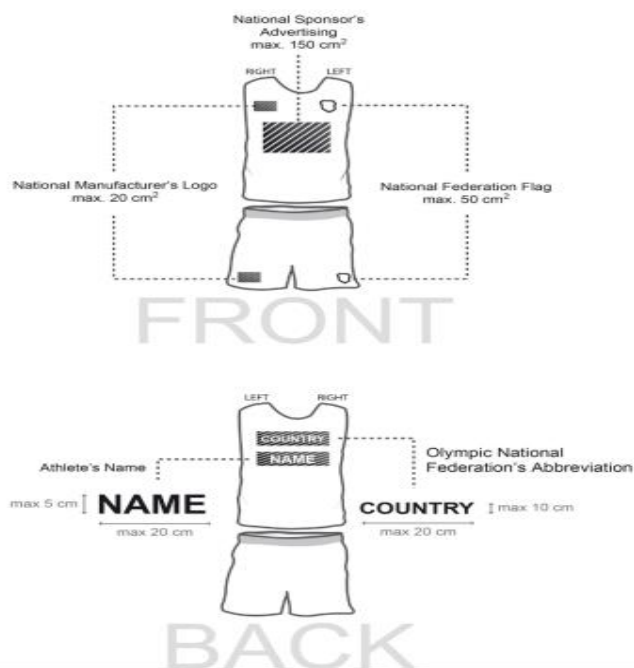 National Sponsor's
Advertising
max. 150 cm²
RIGHT LEFT
National Manufacturer's Logo
max. 20 cm²
National Federation Flag
max. 50 cm²
FRONT
LEFT RIGHT
COUNTRY
NAME
Athlete's Name
Olympic National
Federation's Abbreviation
max 5 cm NAME
max 20 cm
COUNTRY max 10 cm
max 20 cm
BACK